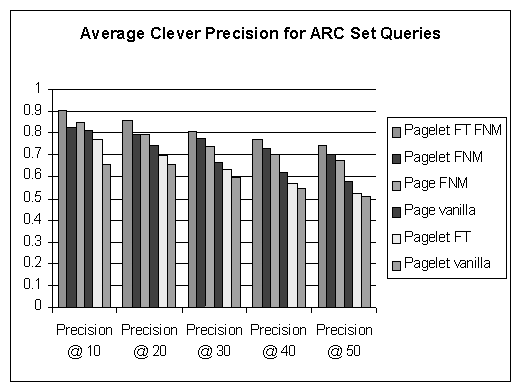 Average Clever Precision for ARC Set Queries
1
0.9
0.8
0.7
0.6
0.5
0.4
0.3
0.2
0.1
0
Precision @ 10
Precision @ 20
Precision @ 30
Precision @ 40
Precision @ 50
Pagelet FT FNM
Pagelet FNM
Page FNM
Page vanilla
Pagelet FT
Pagelet vanilla